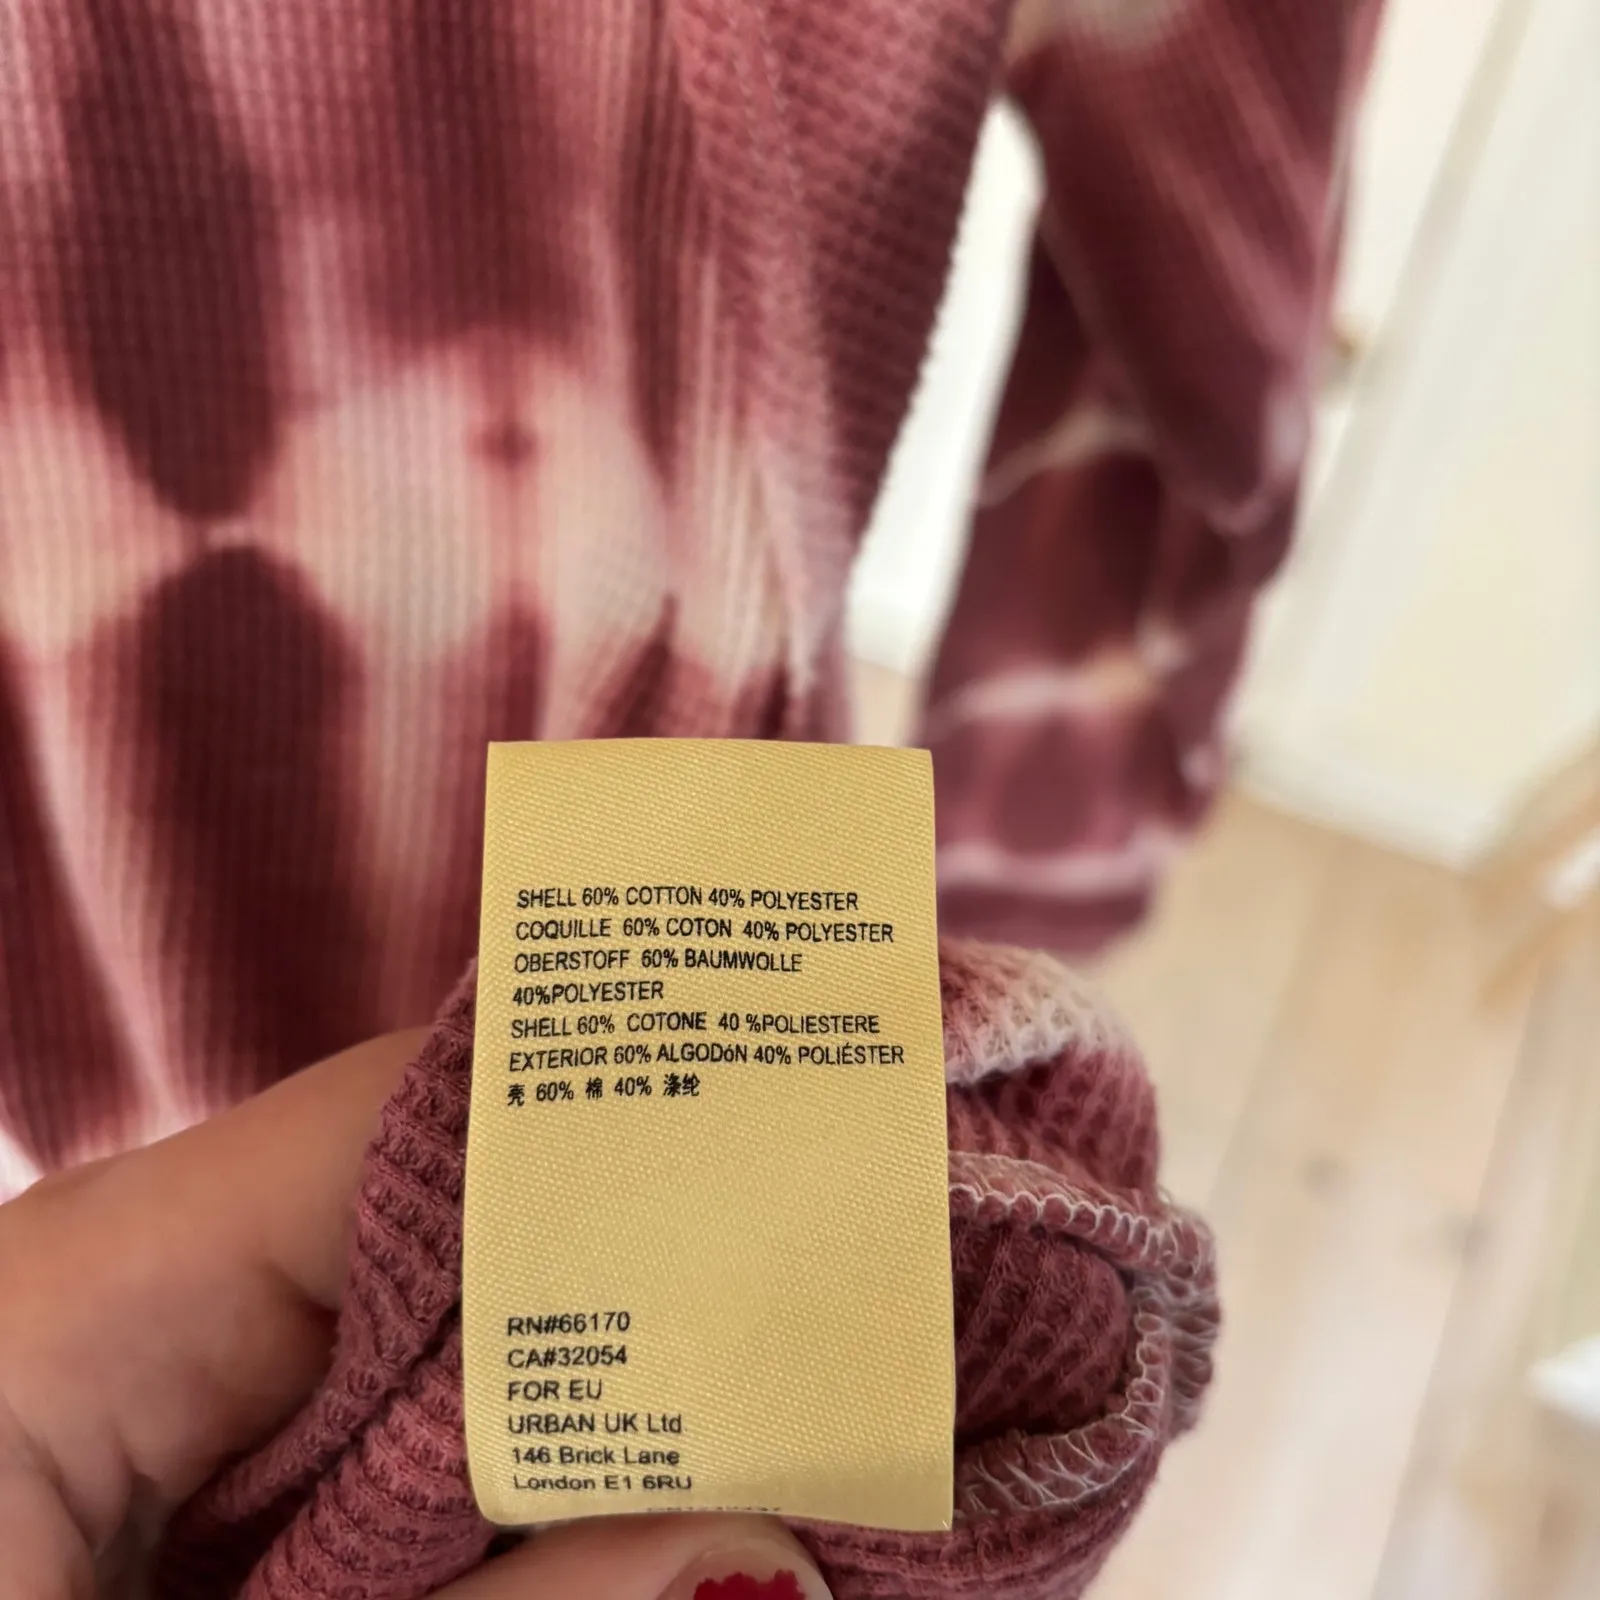 SHELL 60% COTTON 40% POLYESTER
COQUILLE 60% COTON 40% POLYESTER
OBERSTOFF 60% BAUMWOLLE
40%POLYESTER
SHELL 60% COTONE 40 %POLIESTERE
EXTERIOR 60% ALGODóN 40% POLIÉSTER
壳 60% 棉 40% 涤纶
RN#66170
CA#32054
FOR EU
URBAN UK Ltd
146 Brick Lane
London E1 6RU